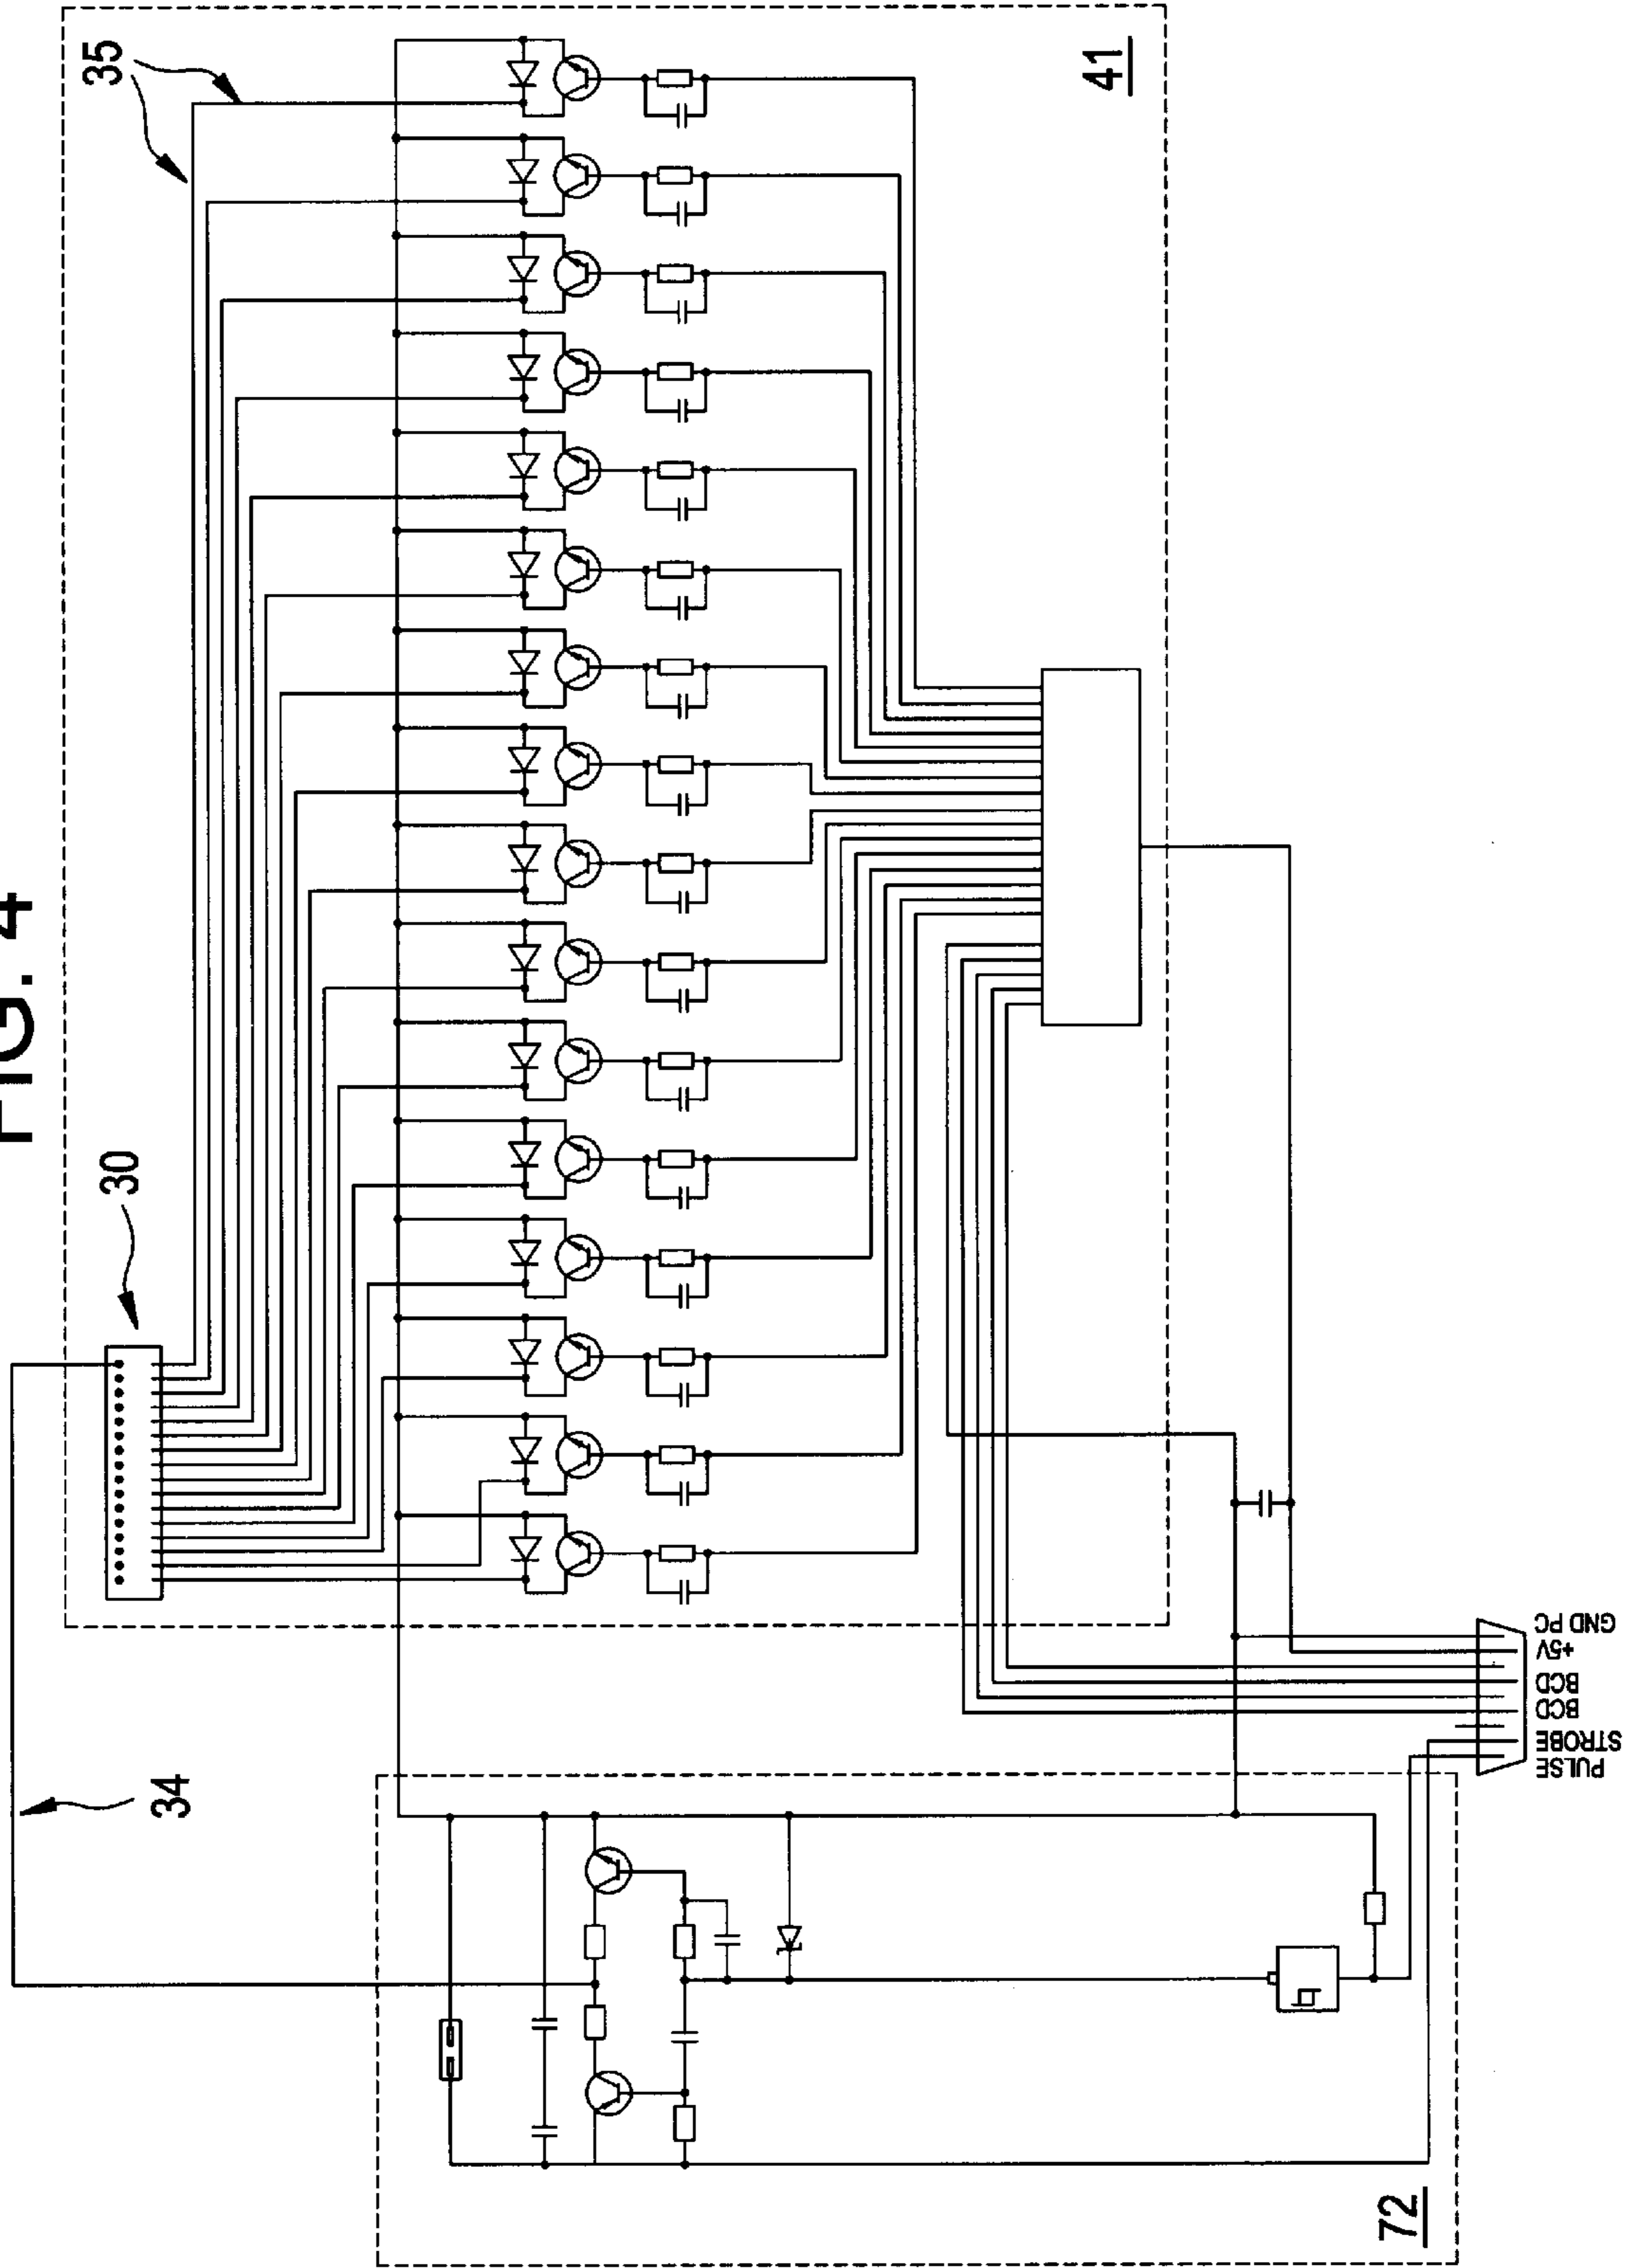 FIG. 4
35
30
34
41
72
GND PC
+5V
BCD
BCD
STROBE
PULSE